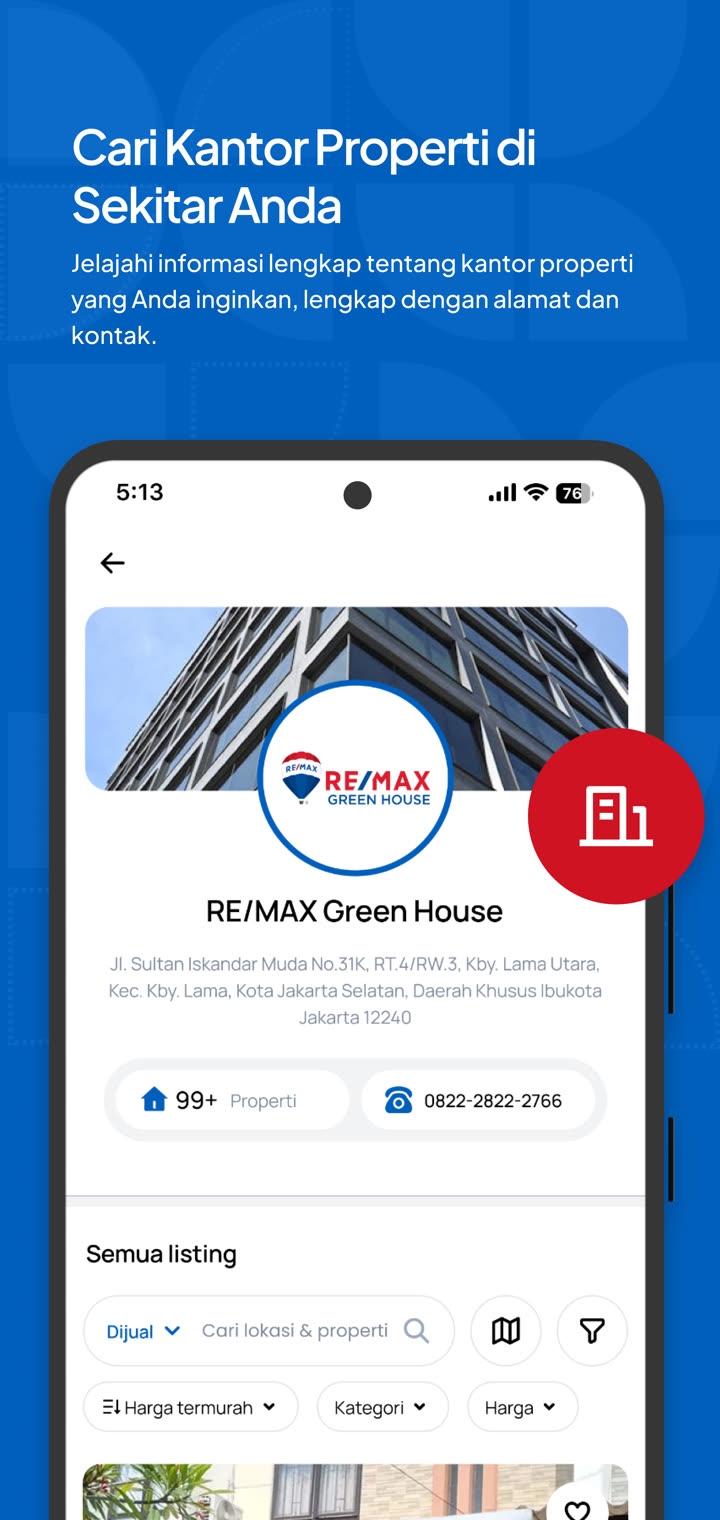 Cari Kantor Properti di
Sekitar Anda
Jelajahi informasi lengkap tentang kantor properti
yang Anda inginkan, lengkap dengan alamat dan
kontak.
5:13
76
RE/MAX
RE/MAX
GREEN HOUSE
RE/MAX Green House
Jl. Sultan Iskandar Muda No.31K, RT.4/RW.3, Kby. Lama Utara,
Kec. Kby. Lama, Kota Jakarta Selatan, Daerah Khusus Ibukota
Jakarta 12240
99+ Properti
0822-2822-2766
Semua listing
Dijual Cari lokasi & properti
Harga termurah Kategori Harga